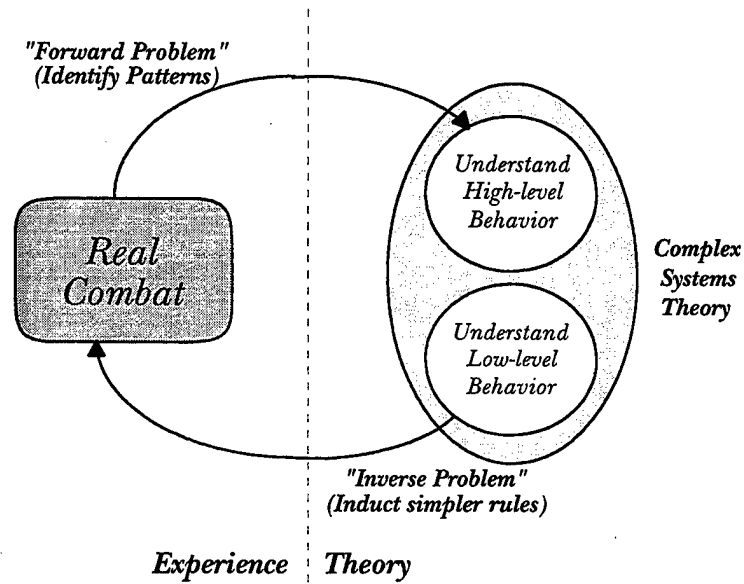 "Forward Problem"
(Identify Patterns)
Understand
High-level
Behavior
Real
Combat
Complex
Systems
Theory
Understand
Low-level
Behavior
"Inverse Problem"
(Induct simpler rules)
Experience
Theory